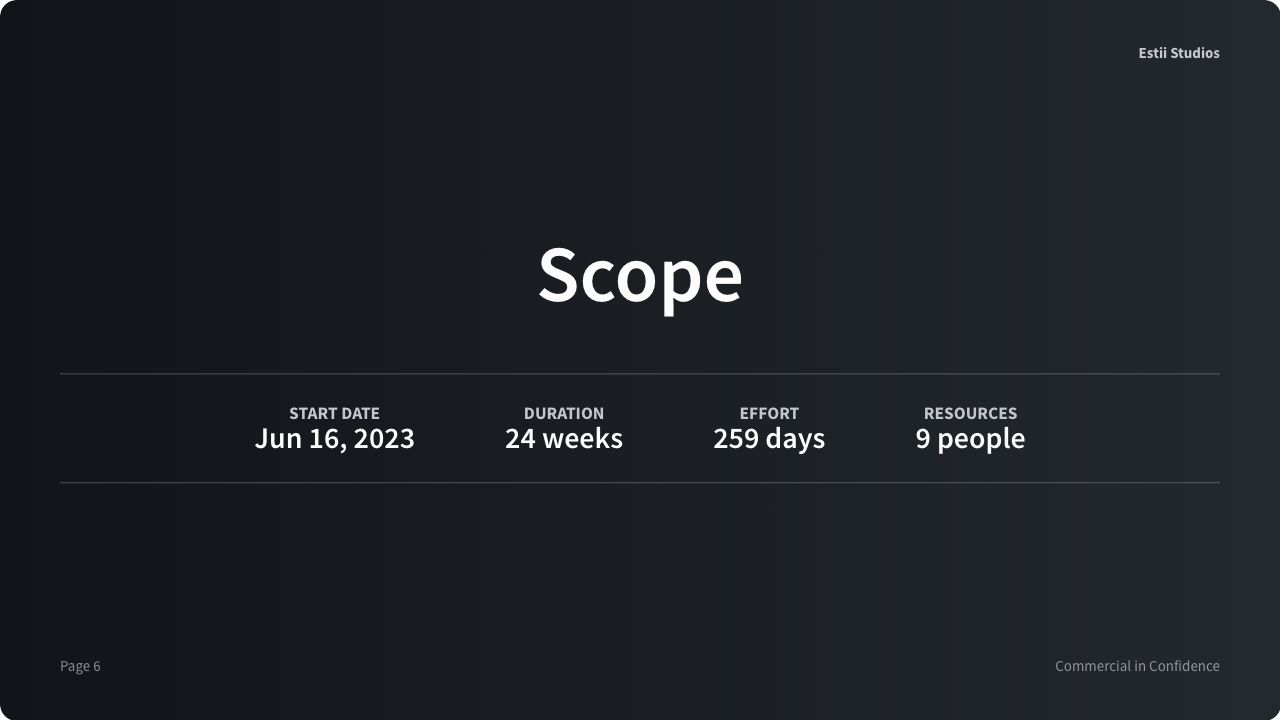 Estii Studios
Scope
START DATE DURATION EFFORT RESOURCES
Jun 16, 2023 24 weeks 259 days 9 people
Page 6 Commercial in Confidence